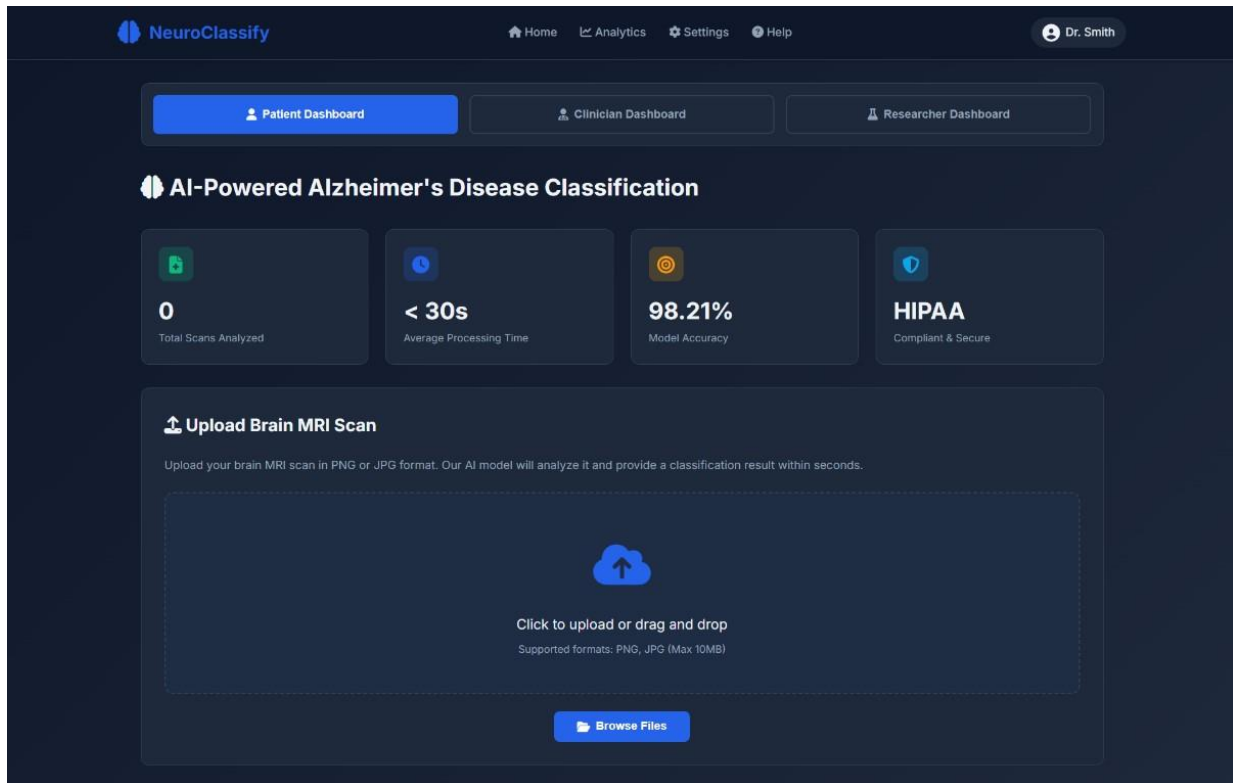 NeuroClassify
Home Analytics Settings Help
Dr. Smith
Patient Dashboard
Clinician Dashboard
Researcher Dashboard
AI-Powered Alzheimer's Disease Classification
0
Total Scans Analyzed
< 30s
Average Processing Time
98.21%
Model Accuracy
HIPAA
Compliant & Secure
Upload Brain MRI Scan
Upload your brain MRI scan in PNG or JPG format. Our AI model will analyze it and provide a classification result within seconds.
Click to upload or drag and drop
Supported formats: PNG, JPG (Max 10MB)
Browse Files